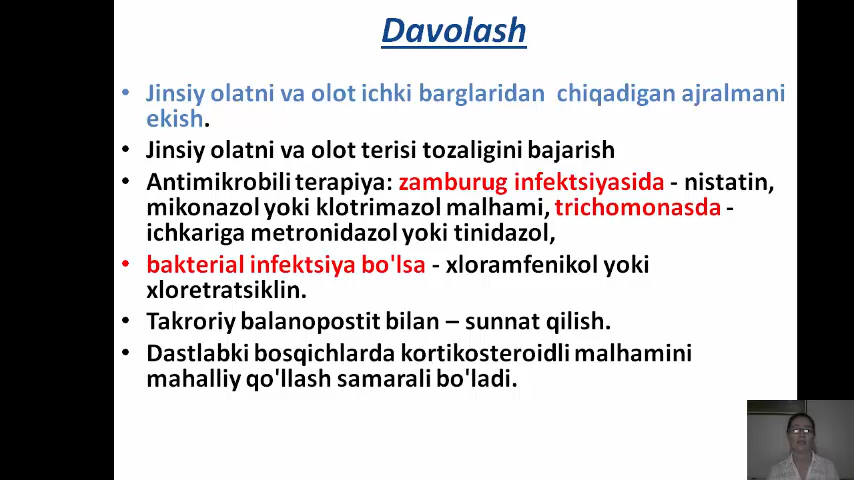 Davolash
• Jinsiy olatni va olot ichki barglaridan chiqadigan ajralmani
ekish.
• Jinsiy olatni va olot terisi tozaligini bajarish
• Antimikrobili terapiya: zamburug infektsiyasida - nistatin,
mikonazol yoki klotrimazol malhami, trichomonasda -
ichkariga metronidazol yoki tinidazol,
• bakterial infektsiya bo'lsa - xloramfenikol yoki
xloretratsiklin.
• Takroriy balanopostit bilan – sunnat qilish.
• Dastlabki bosqichlarda kortikosteroidli malhamini
mahalliy qo'llash samarali bo'ladi.